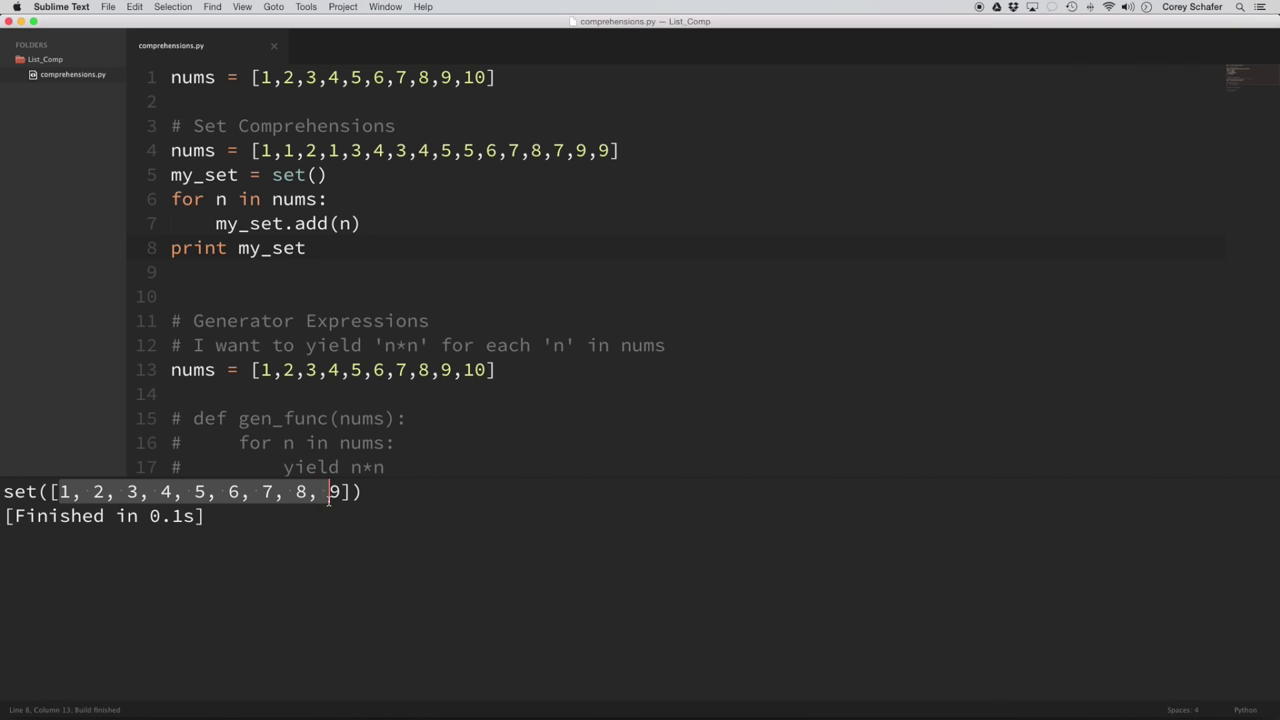 Sublime Text File Edit Selection Find View Goto Tools Project Window Help Corey Schafer
comprehensions.py — List_Comp
FOLDERS
List_Comp
comprehensions.py
comprehensions.py
1 nums = [1,2,3,4,5,6,7,8,9,10]
2
3 # Set Comprehensions
4 nums = [1,1,2,1,3,4,3,4,5,5,6,7,8,7,9,9]
5 my_set = set()
6 for n in nums:
7 my_set.add(n)
8 print my_set
9
10
11 # Generator Expressions
12 # I want to yield 'n*n' for each 'n' in nums
13 nums = [1,2,3,4,5,6,7,8,9,10]
14
15 # def gen_func(nums):
16 # for n in nums:
17 # yield n*n
set([1, 2, 3, 4, 5, 6, 7, 8, 9])
[Finished in 0.1s]
Line 8, Column 13; Build finished Spaces: 4 Python